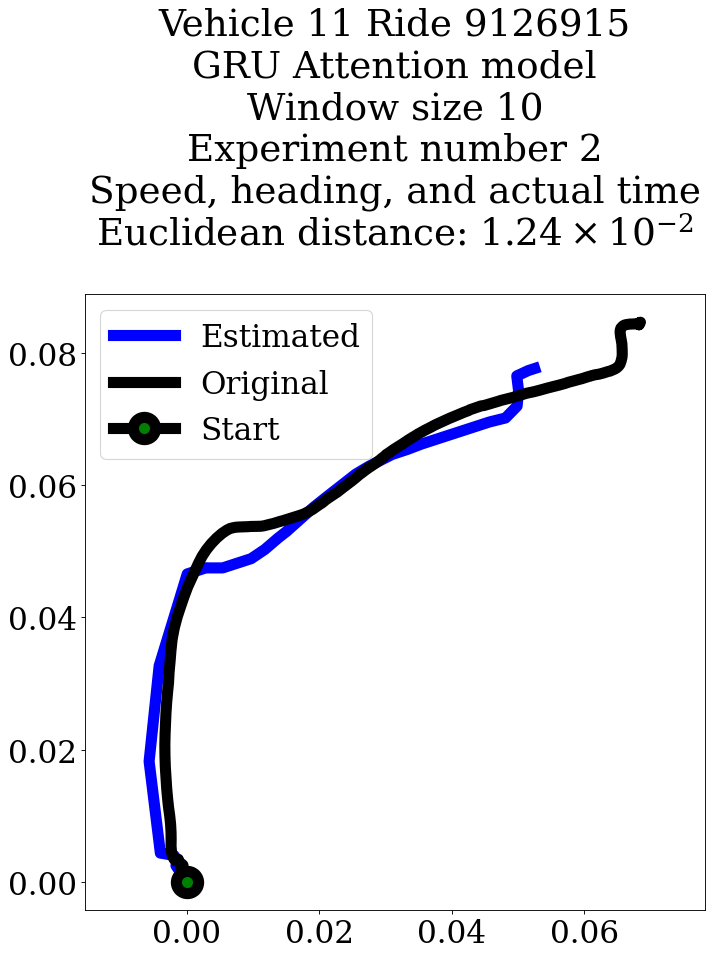 Vehicle 11 Ride 9126915
GRU Attention model
Window size 10
Experiment number 2
Speed, heading, and actual time
Euclidean distance: 1.24 × 10⁻²
Estimated
Original
Start
0.08
0.06
0.04
0.02
0.00
0.00 0.02 0.04 0.06